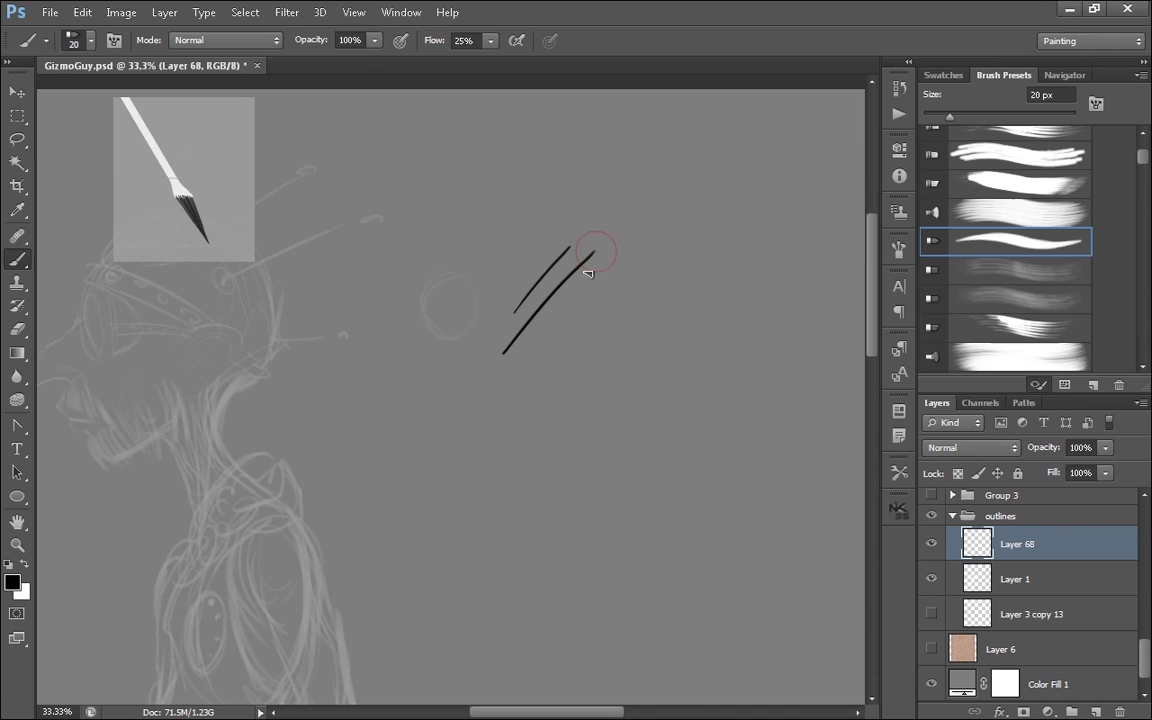 Ps File Edit Image Layer Type Select Filter 3D View Window Help
20 Mode: Normal Opacity: 100% Flow: 25% Painting
GizmoGuy.psd @ 33.3% (Layer 68, RGB/8) * ×
Swatches Brush Presets Navigator
Size: 20 px
Layers Channels Paths
Kind
Normal Opacity: 100%
Lock: Fill: 100%
Group 3
outlines
Layer 68
Layer 1
Layer 3 copy 13
Layer 6
Color Fill 1
33.33% Doc: 71.5M/1.23G